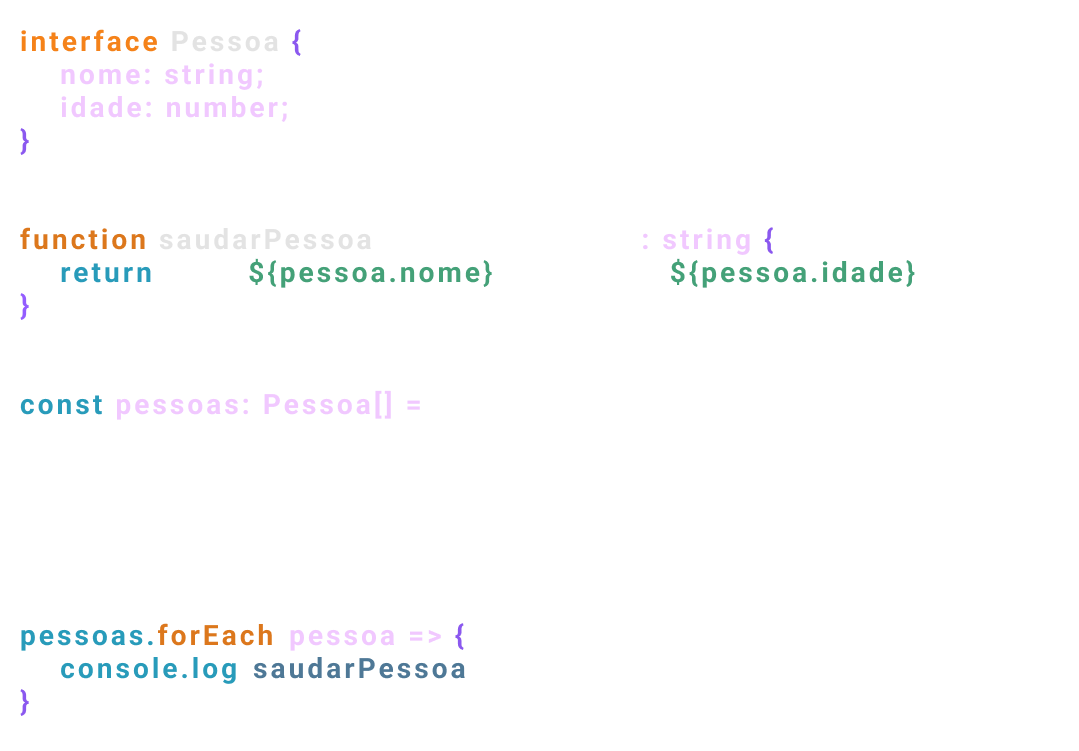 interface Pessoa {
nome: string;
idade: number;
}
function saudarPessoa : string {
return ${pessoa.nome} ${pessoa.idade}
}
const pessoas: Pessoa[] =
pessoas.forEach pessoa => {
console.log saudarPessoa
}